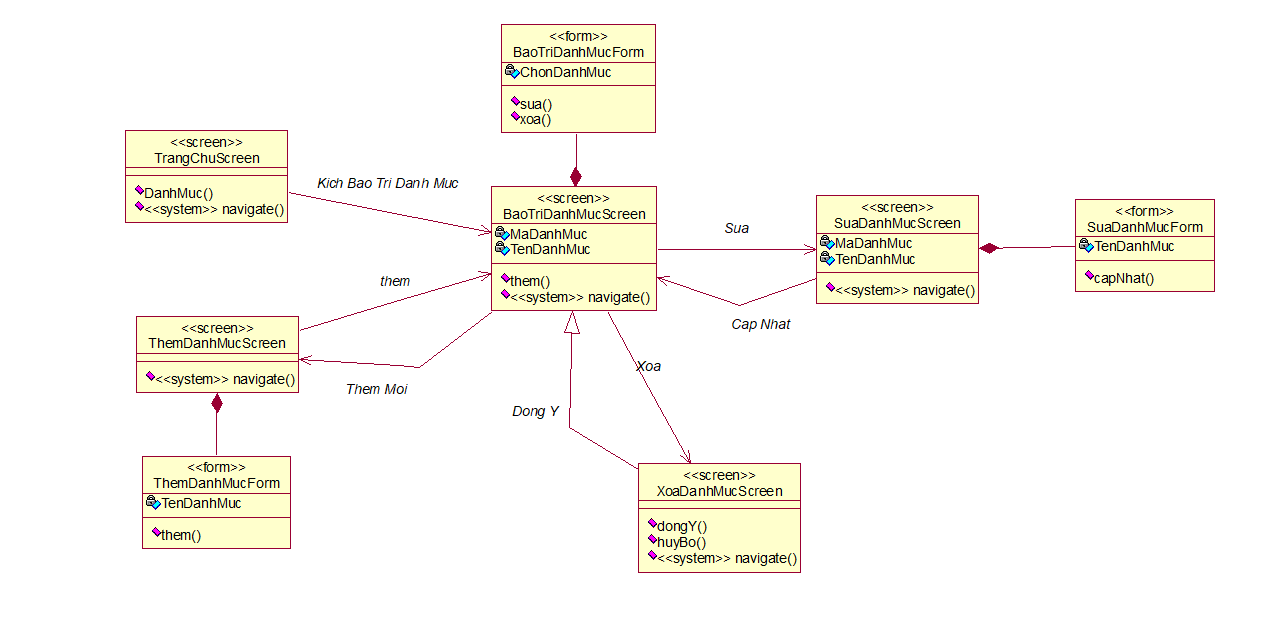 <<form>>
BaoTriDanhMucForm
ChonDanhMuc
sua()
xoa()
<<screen>>
TrangChuScreen
DanhMuc()
<<system>> navigate()
Kich Bao Tri Danh Muc
<<screen>>
BaoTriDanhMucScreen
MaDanhMuc
TenDanhMuc
them()
<<system>> navigate()
Sua
<<screen>>
SuaDanhMucScreen
MaDanhMuc
TenDanhMuc
<<system>> navigate()
<<form>>
SuaDanhMucForm
TenDanhMuc
capNhat()
them
Cap Nhat
<<screen>>
ThemDanhMucScreen
<<system>> navigate()
Them Moi
Xoa
Dong Y
<<form>>
ThemDanhMucForm
TenDanhMuc
them()
<<screen>>
XoaDanhMucScreen
dongY()
huyBo()
<<system>> navigate()